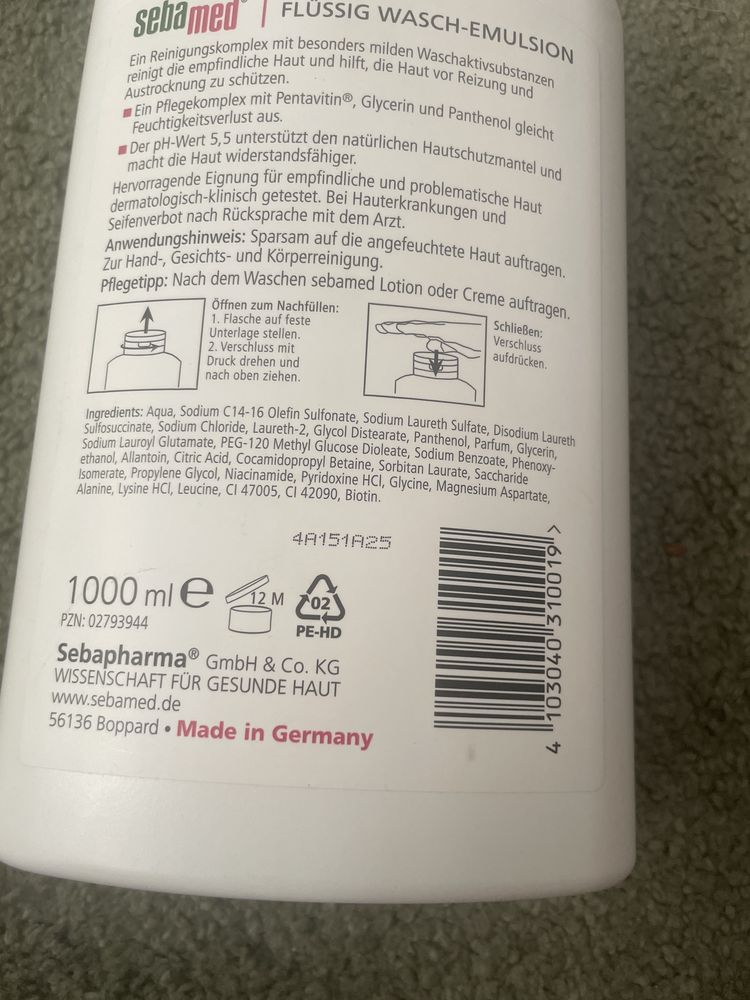 sebamed® | FLÜSSIG WASCH-EMULSION
Ein Reinigungskomplex mit besonders milden Waschaktivsubstanzen
reinigt die empfindliche Haut und hilft, die Haut vor Reizung und
Austrocknung zu schützen.
■ Ein Pflegekomplex mit Pentavitin®, Glycerin und Panthenol gleicht
Feuchtigkeitsverlust aus.
■ Der pH-Wert 5,5 unterstützt den natürlichen Hautschutzmantel und
macht die Haut widerstandsfähiger.
Hervorragende Eignung für empfindliche und problematische Haut
dermatologisch-klinisch getestet. Bei Hauterkrankungen und
Seifenverbot nach Rücksprache mit dem Arzt.
Anwendungshinweis: Sparsam auf die angefeuchtete Haut auftragen.
Zur Hand-, Gesichts- und Körperreinigung.
Pflegetipp: Nach dem Waschen sebamed Lotion oder Creme auftragen.
Öffnen zum Nachfüllen:
1. Flasche auf feste
Unterlage stellen.
2. Verschluss mit
Druck drehen und
nach oben ziehen.
Schließen:
Verschluss
aufdrücken.
Ingredients: Aqua, Sodium C14-16 Olefin Sulfonate, Sodium Laureth Sulfate, Disodium Laureth
Sulfosuccinate, Sodium Chloride, Laureth-2, Glycol Distearate, Panthenol, Parfum, Glycerin,
Sodium Lauroyl Glutamate, PEG-120 Methyl Glucose Dioleate, Sodium Benzoate, Phenoxy-
ethanol, Allantoin, Citric Acid, Cocamidopropyl Betaine, Sorbitan Laurate, Saccharide
Isomerate, Propylene Glycol, Niacinamide, Pyridoxine HCl, Glycine, Magnesium Aspartate,
Alanine, Lysine HCl, Leucine, CI 47005, CI 42090, Biotin.
4A151A25
1000 ml e
12 M
02
PE-HD
PZN: 02793944
Sebapharma® GmbH & Co. KG
WISSENSCHAFT FÜR GESUNDE HAUT
www.sebamed.de
56136 Boppard • Made in Germany
4 103040 310019 >